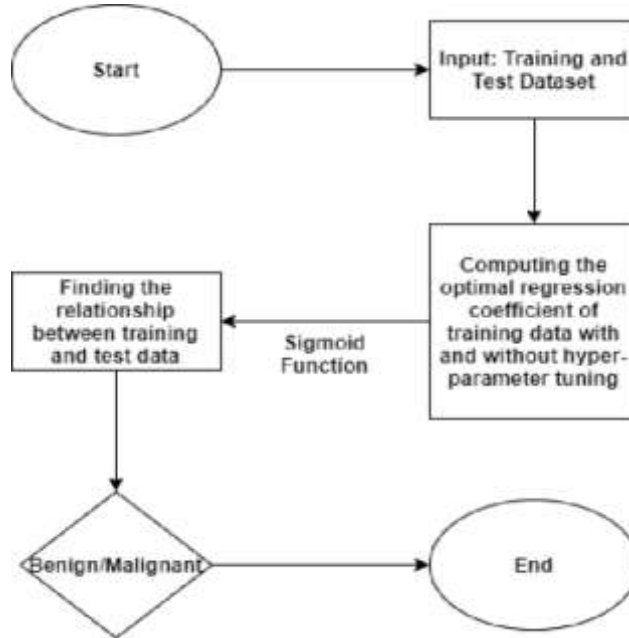 Start
Input: Training and
Test Dataset
Computing the
optimal regression
coefficient of
training data with
and without hyper-
parameter tuning
Sigmoid
Function
Finding the
relationship
between training
and test data
Benign/Malignant
End